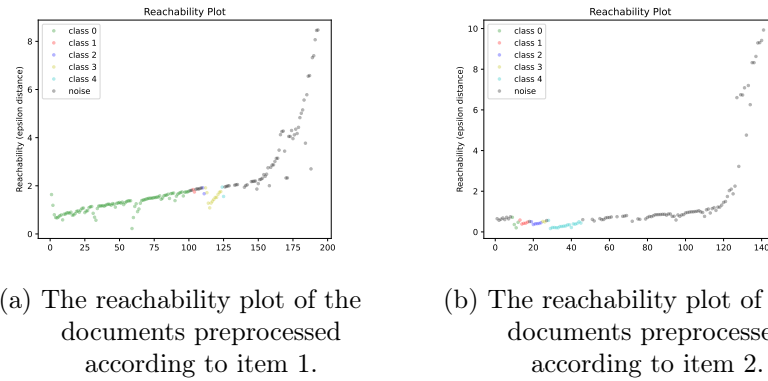 Reachability Plot
Reachability (epsilon distance)
8
6
4
2
0
class 0
class 1
class 2
class 3
class 4
noise
0 25 50 75 100 125 150 175 200
(a) The reachability plot of the
documents preprocessed
according to item 1.
Reachability Plot
Reachability (epsilon distance)
10
8
6
4
2
0
class 0
class 1
class 2
class 3
class 4
noise
0 20 40 60 80 100 120 140
(b) The reachability plot of
documents preprocesse
according to item 2.